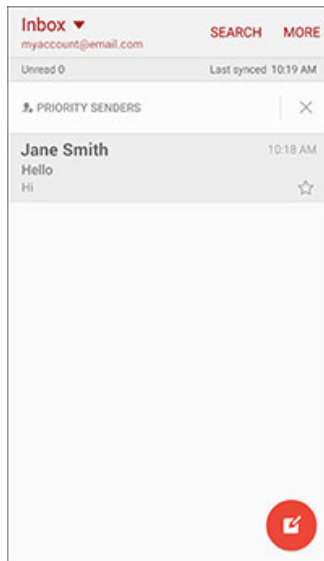 Inbox
SEARCH MORE
myaccount@email.com
Unread 0 Last synced 10:19 AM
PRIORITY SENDERS
Jane Smith 10:18 AM
Hello
Hi